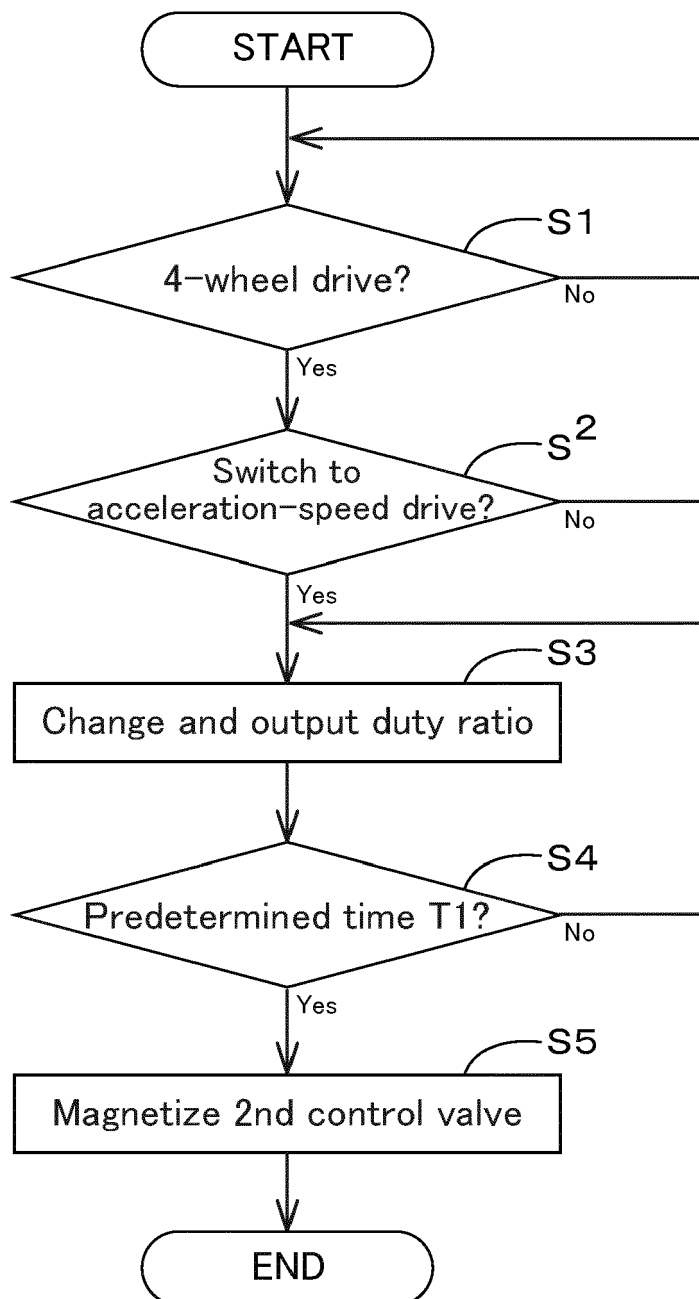 START
S1
4-wheel drive?
No
Yes
S2
Switch to
acceleration-speed drive?
No
Yes
S3
Change and output duty ratio
S4
Predetermined time T1?
No
Yes
S5
Magnetize 2nd control valve
END